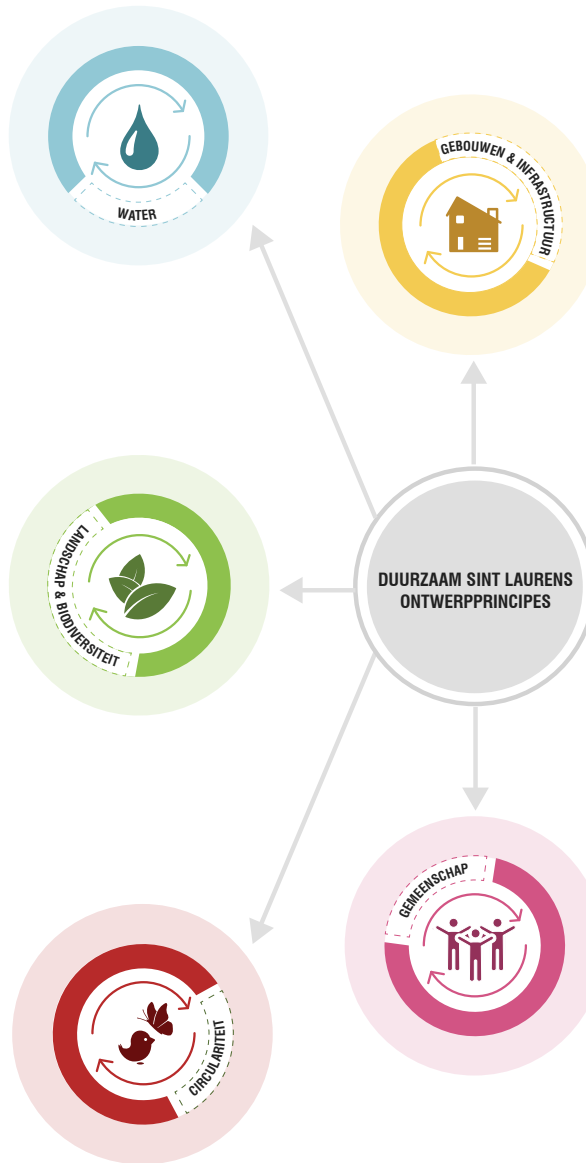 WATER
GEBOUWEN & INFRASTRUCTUUR
LANDSCHAP & BIODIVERSITEIT
DUURZAAM SINT LAURENS
ONTWERPPRINCIPES
GEMEENSCHAP
CIRCULARITEIT